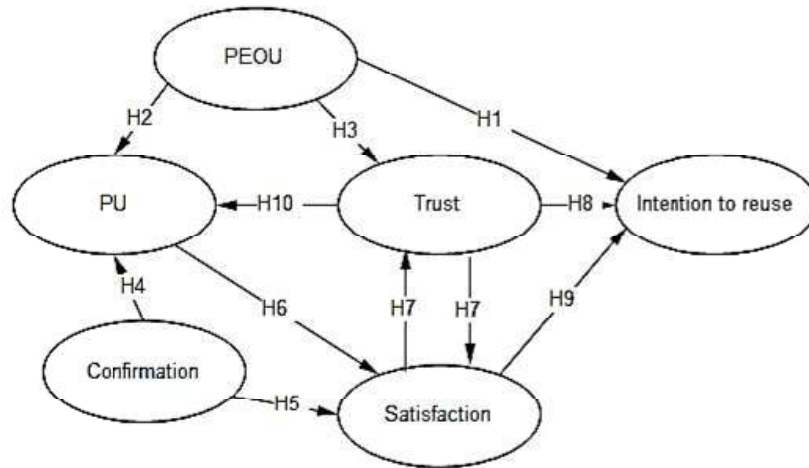 PEOU
H2
H3
H1
PU
H10
Trust
H8
Intention to reuse
H4
H6
H7
H7
H9
Confirmation
H5
Satisfaction